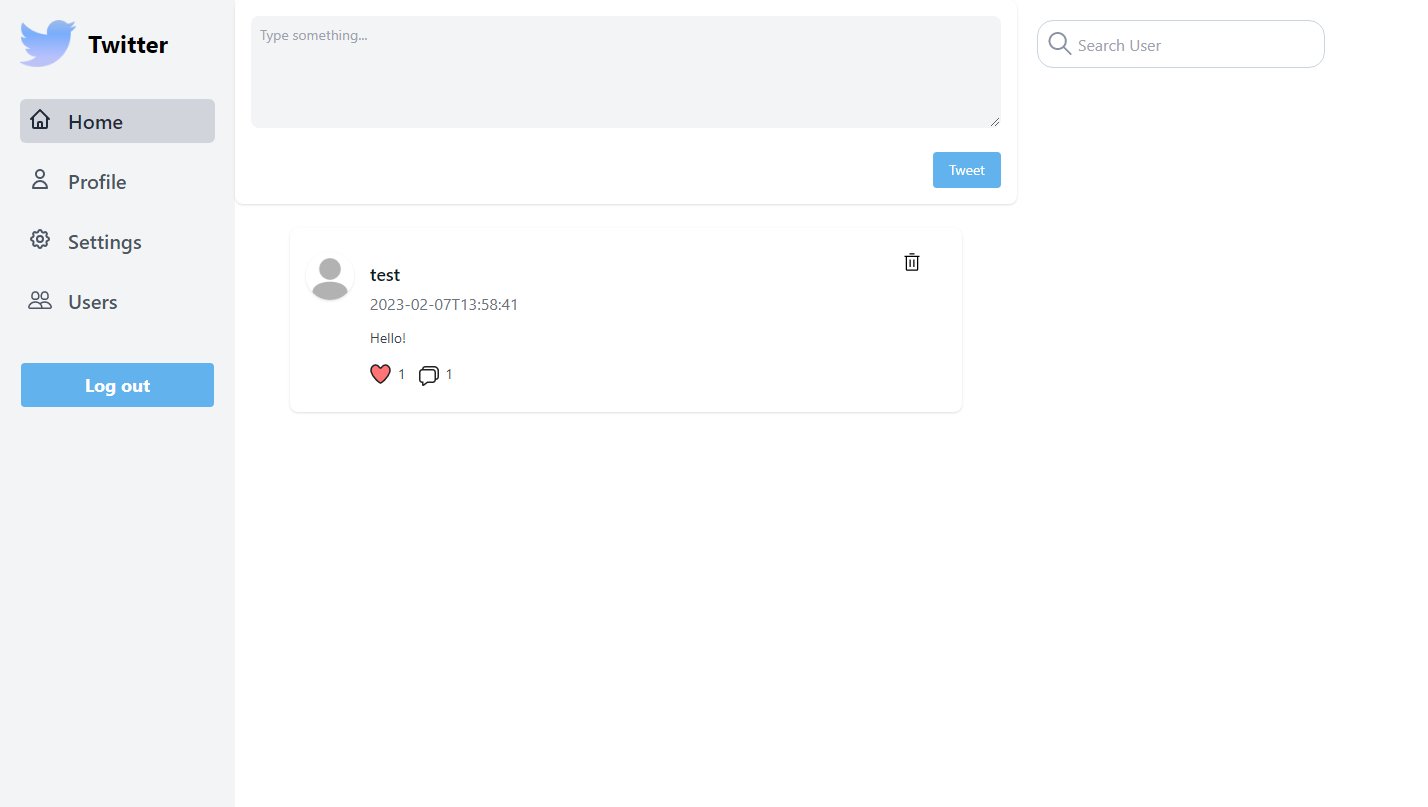 Twitter
Home
Profile
Settings
Users
Log out
Type something...
Tweet
test
2023-02-07T13:58:41
Hello!
1 1
Search User